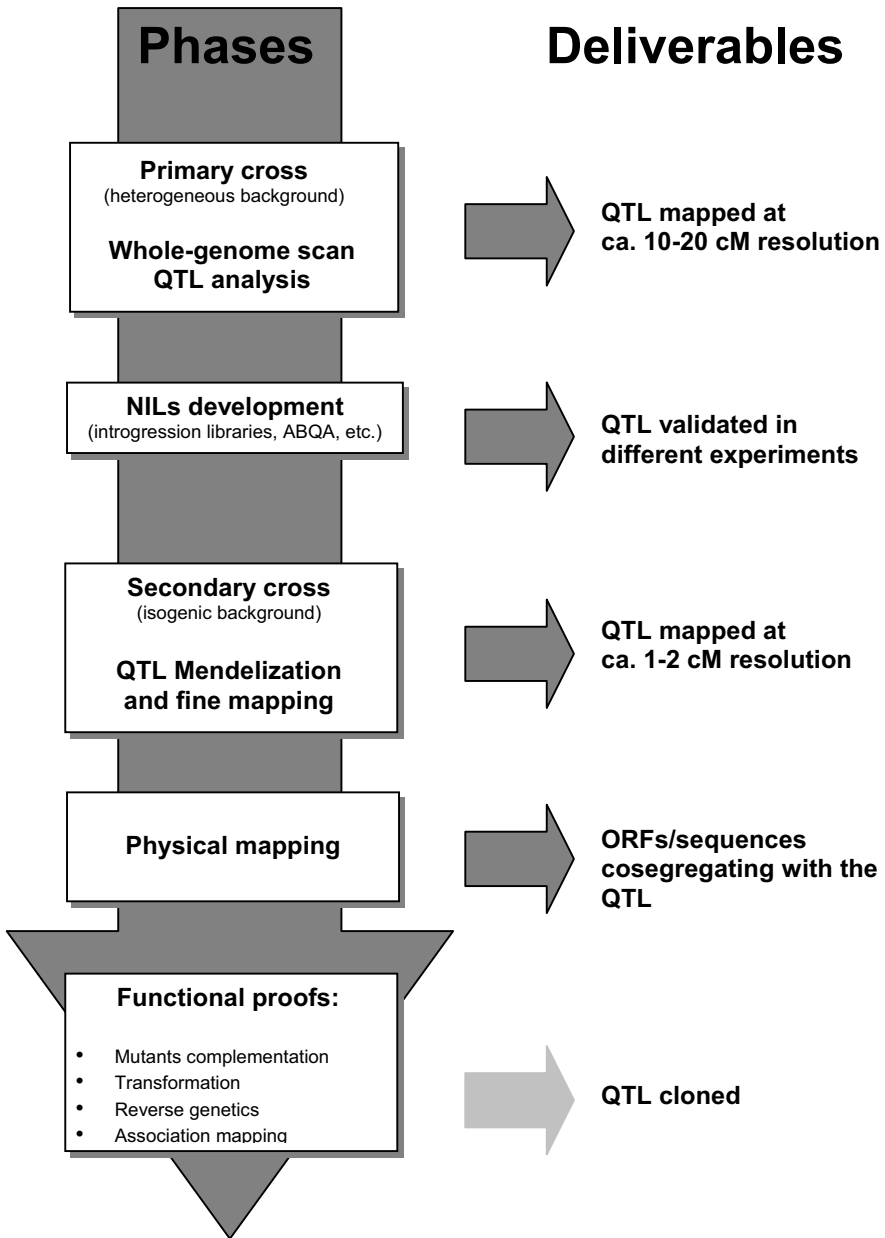 Phases
Deliverables
Primary cross
(heterogeneous background)
Whole-genome scan
QTL analysis
QTL mapped at
ca. 10-20 cM resolution
NILs development
(introgression libraries, ABQA, etc.)
QTL validated in
different experiments
Secondary cross
(isogenic background)
QTL Mendelization
and fine mapping
QTL mapped at
ca. 1-2 cM resolution
Physical mapping
ORFs/sequences
cosegregating with the
QTL
Functional proofs:
• Mutants complementation
• Transformation
• Reverse genetics
• Association mapping
QTL cloned